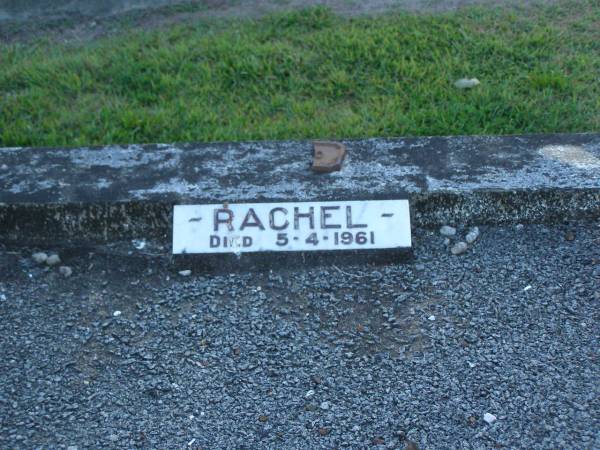 - RACHEL -
DIED 5-4-1961